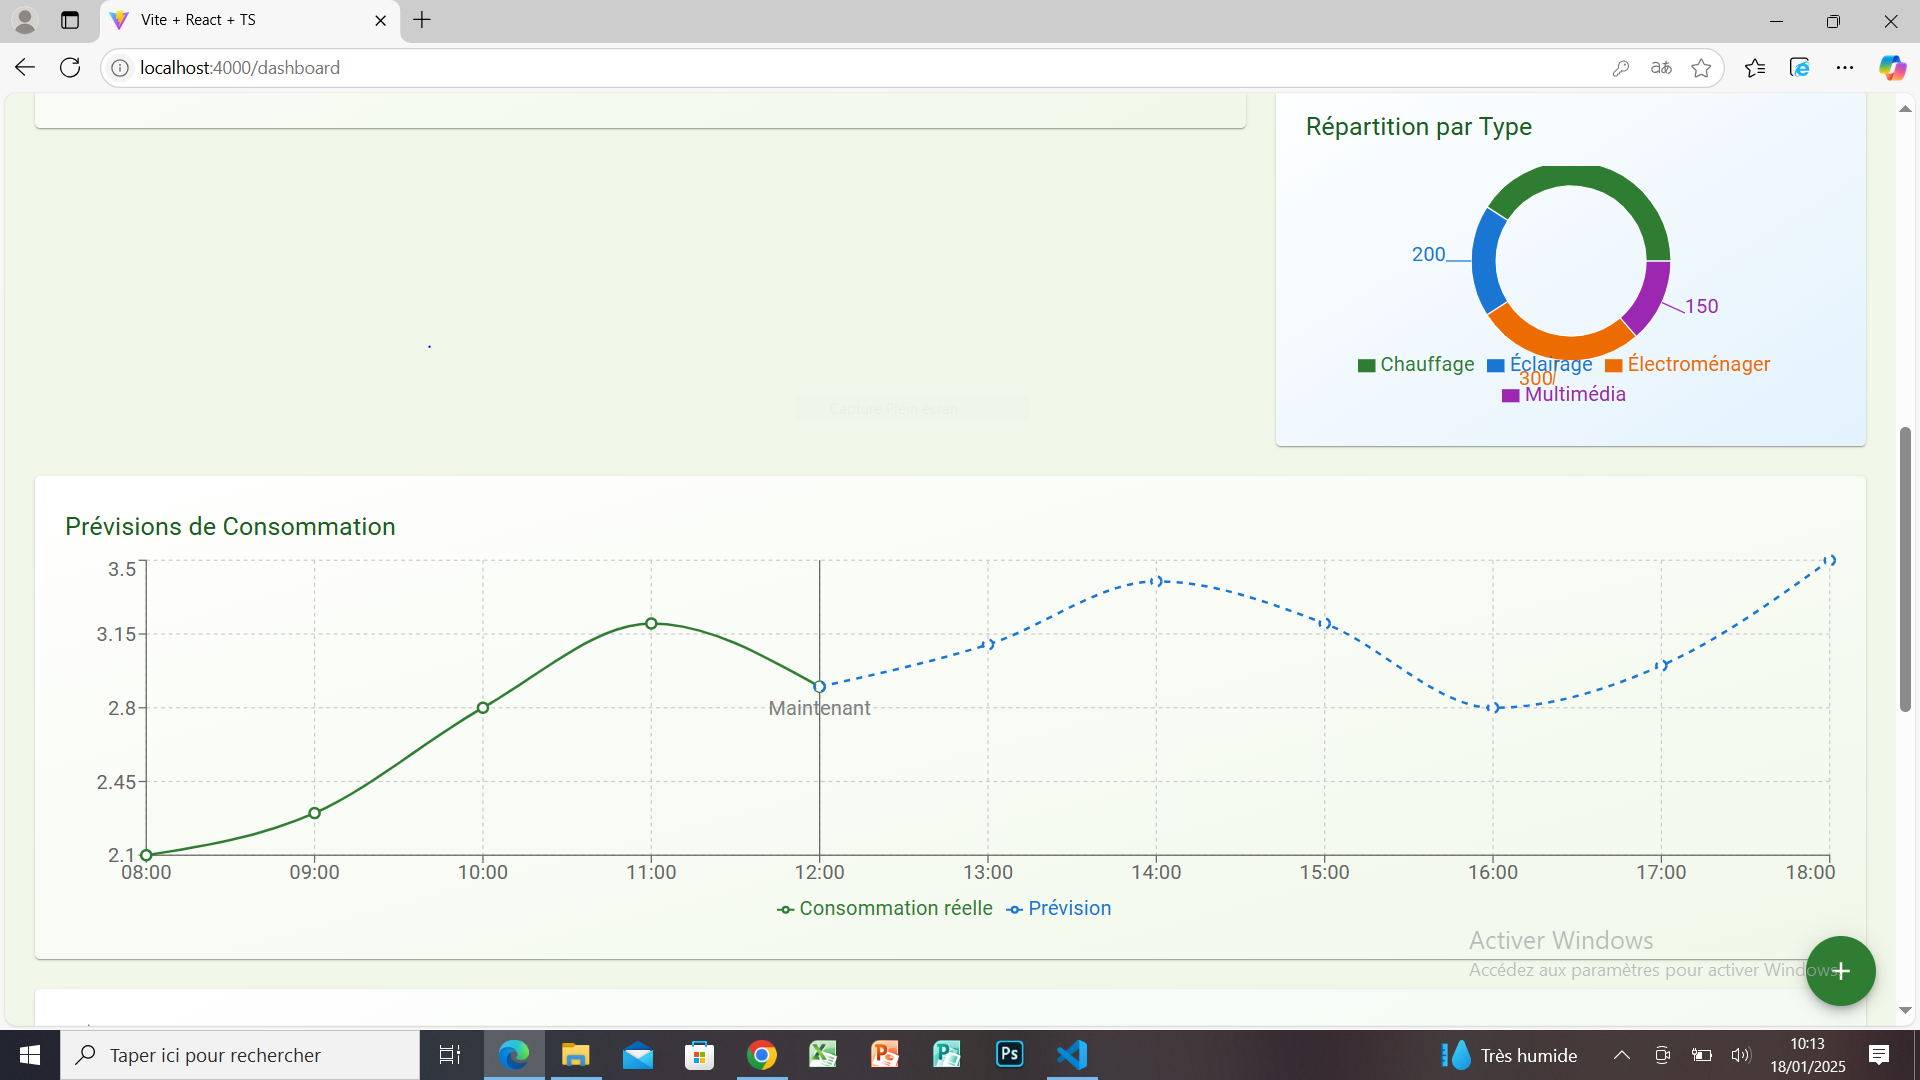 Vite + React + TS
localhost:4000/dashboard
aあ
Répartition par Type
200
150
Chauffage Éclairage Électroménager
300
Multimédia
Capture Plein écran
Prévisions de Consommation
3.5
3.15
2.8
2.45
2.1
Maintenant
08:00 09:00 10:00 11:00 12:00 13:00 14:00 15:00 16:00 17:00 18:00
Consommation réelle Prévision
Activer Windows
Accédez aux paramètres pour activer Windows.
+
Taper ici pour rechercher
Ps
Très humide
10:13
18/01/2025